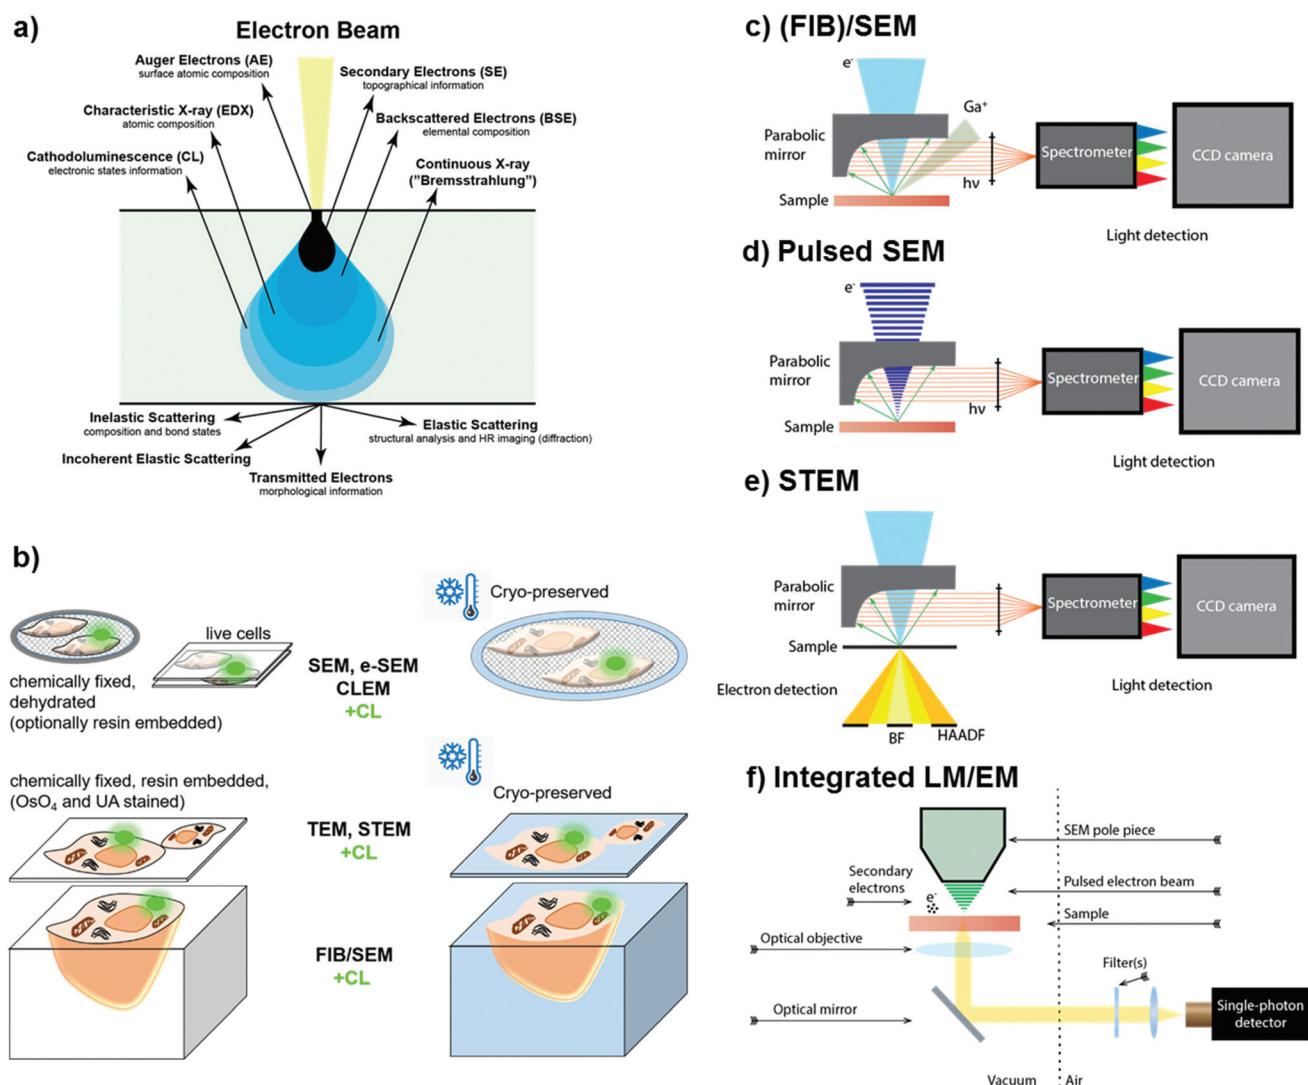 a)
Electron Beam
Auger Electrons (AE)
surface atomic composition
Secondary Electrons (SE)
topographical information
Characteristic X-ray (EDX)
atomic composition
Backscattered Electrons (BSE)
elemental composition
Cathodoluminescence (CL)
electronic states information
Continuous X-ray
("Bremsstrahlung")
Inelastic Scattering
composition and bond states
Elastic Scattering
structural analysis and HR imaging (diffraction)
Incoherent Elastic Scattering
Transmitted Electrons
morphological information
b)
live cells
chemically fixed,
dehydrated
(optionally resin embedded)
SEM, e-SEM
CLEM
+CL
Cryo-preserved
chemically fixed, resin embedded,
(OsO₄ and UA stained)
TEM, STEM
+CL
Cryo-preserved
FIB/SEM
+CL
c) (FIB)/SEM
e⁻
Ga⁺
Parabolic
mirror
Sample
hν
Spectrometer
CCD camera
Light detection
d) Pulsed SEM
e⁻
Parabolic
mirror
Sample
hν
Spectrometer
CCD camera
Light detection
e) STEM
Parabolic
mirror
Sample
Spectrometer
CCD camera
Light detection
Electron detection
BF
HAADF
f) Integrated LM/EM
SEM pole piece
Secondary
electrons
e⁻
Pulsed electron beam
Sample
Optical objective
Filter(s)
Optical mirror
Single-photon
detector
Vacuum
Air